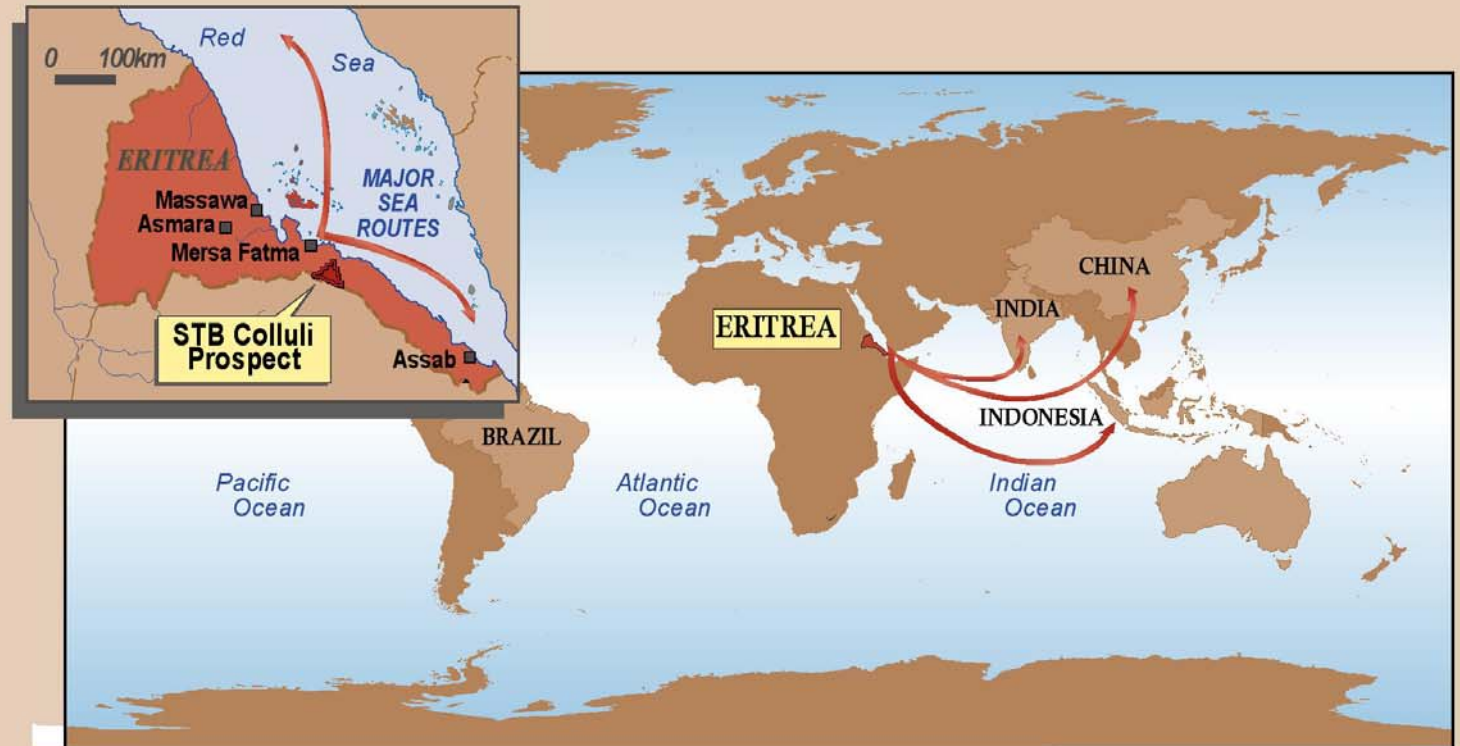 Red
Sea
0 100km
ERITREA
MAJOR
SEA
ROUTES
Massawa
Asmara
Mersa Fatma
STB Colluli
Prospect
Assab
CHINA
INDIA
ERITREA
INDONESIA
BRAZIL
Pacific
Ocean
Atlantic
Ocean
Indian
Ocean